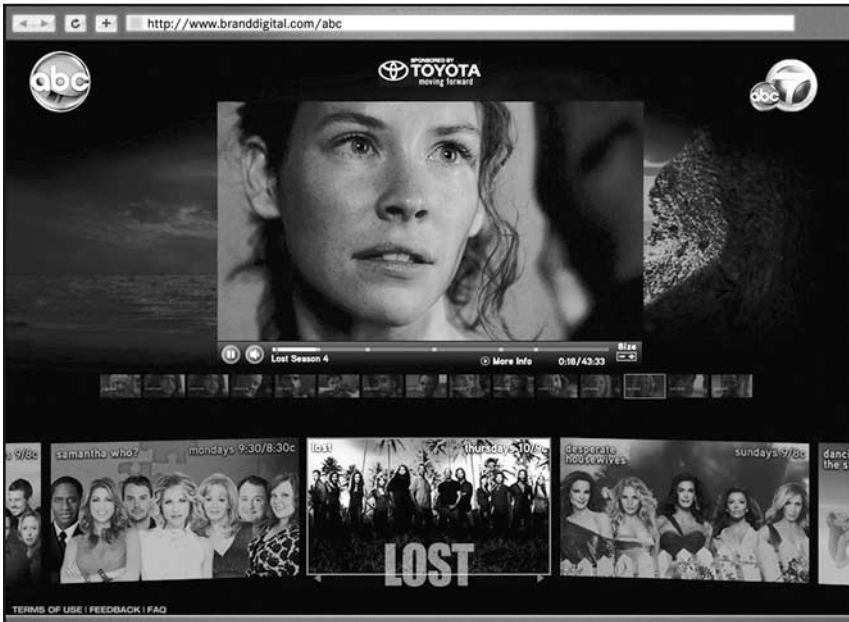 http://www.branddigital.com/abc
abc
SPONSORED BY
TOYOTA
moving forward
abc 7
Lost Season 4
More Info
0:18/43:33
Size
s 9/8c
samantha who?
mondays 9:30/8:30c
lost
thursdays 10/9c
desperate
housewives
sundays 9/8c
danci
the s
LOST
TERMS OF USE | FEEDBACK | FAQ